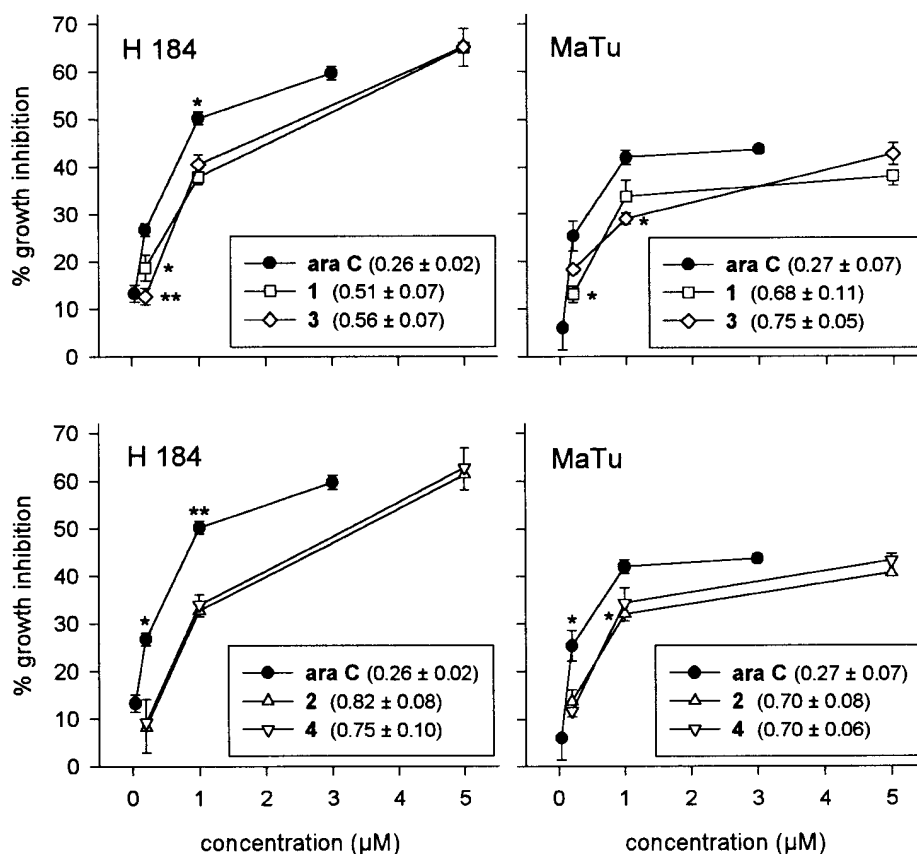 H 184
MaTu
% growth inhibition
70
60
50
40
30
20
10
0
*
*
**
*
*
ara C (0.26 ± 0.02)
1 (0.51 ± 0.07)
3 (0.56 ± 0.07)
ara C (0.27 ± 0.07)
1 (0.68 ± 0.11)
3 (0.75 ± 0.05)
H 184
MaTu
% growth inhibition
70
60
50
40
30
20
10
0
**
*
*
*
ara C (0.26 ± 0.02)
2 (0.82 ± 0.08)
4 (0.75 ± 0.10)
ara C (0.27 ± 0.07)
2 (0.70 ± 0.08)
4 (0.70 ± 0.06)
0 1 2 3 4 5
0 1 2 3 4 5
concentration (µM)
concentration (µM)